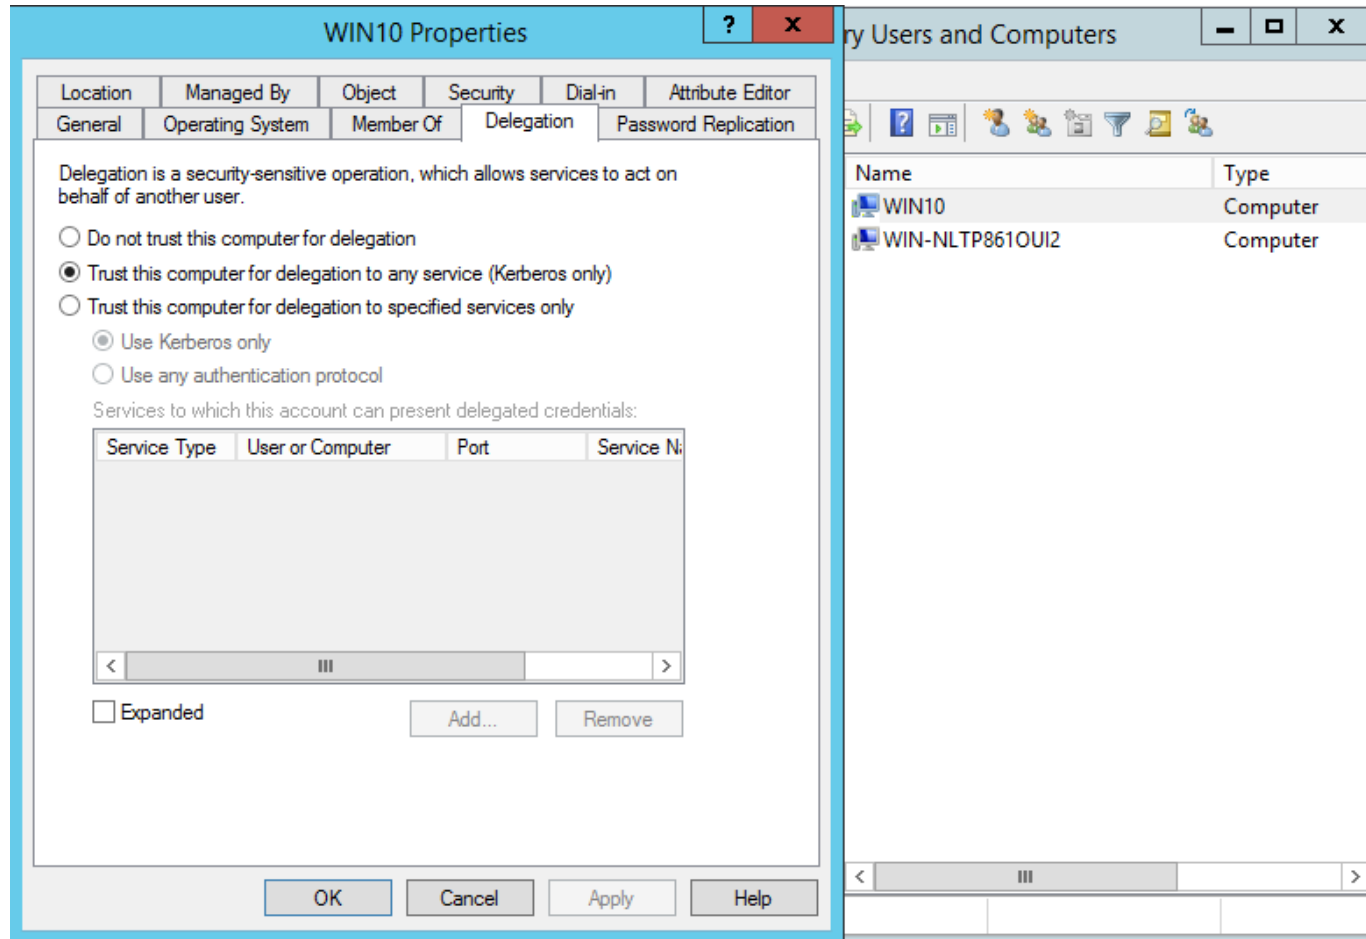 WIN10 Properties
?
x
ry Users and Computers
x
Location Managed By Object Security Dial-in Attribute Editor
General Operating System Member Of Delegation Password Replication
Delegation is a security-sensitive operation, which allows services to act on
behalf of another user.
Do not trust this computer for delegation
Trust this computer for delegation to any service (Kerberos only)
Trust this computer for delegation to specified services only
Use Kerberos only
Use any authentication protocol
Services to which this account can present delegated credentials:
Service Type User or Computer Port Service Na
Expanded
Add... Remove
OK Cancel Apply Help
Name Type
WIN10 Computer
WIN-NLTP861OUI2 Computer